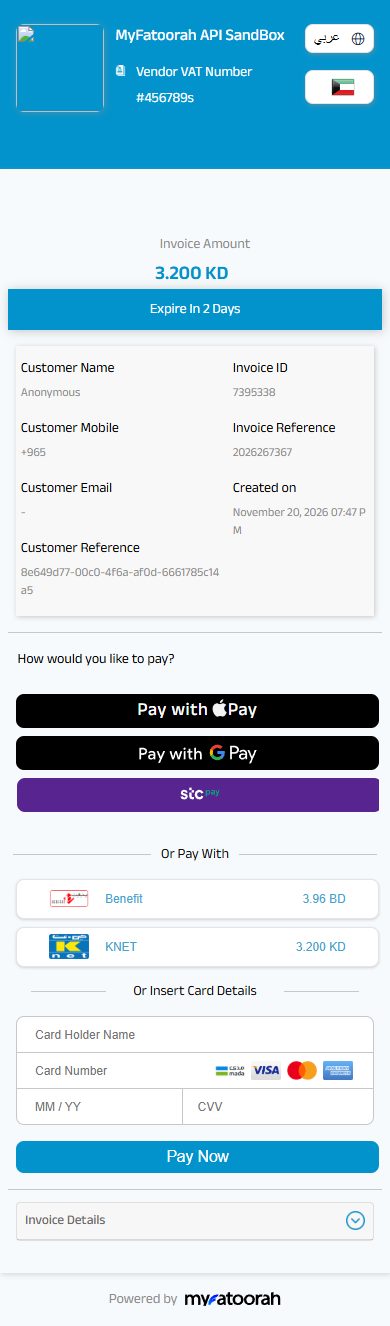 MyFatoorah API SandBox
عربي
Vendor VAT Number
#456789s
Invoice Amount
3.200 KD
Expire In 2 Days
Customer Name
Anonymous
Invoice ID
7395338
Customer Mobile
+965
Invoice Reference
2026267367
Customer Email
-
Created on
November 20, 2026 07:47 P
M
Customer Reference
8e649d77-00c0-4f6a-af0d-6661785c14
a5
How would you like to pay?
Pay with Pay
Pay with G Pay
stc pay
Or Pay With
Benefit
3.96 BD
K net
KNET
3.200 KD
Or Insert Card Details
Card Holder Name
Card Number
mada
VISA
MM / YY
CVV
Pay Now
Invoice Details
Powered by myfatoorah